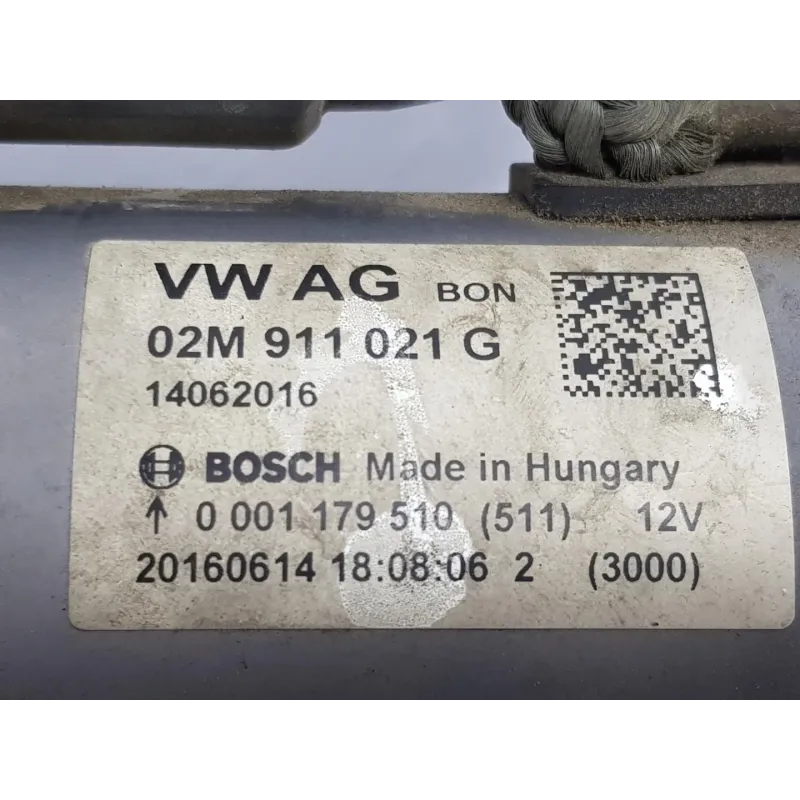 VW AG BON
02M 911 021 G
14062016
BOSCH Made in Hungary
↑ 0 001 179 510 (511) 12V
20160614 18:08:06 2 (3000)